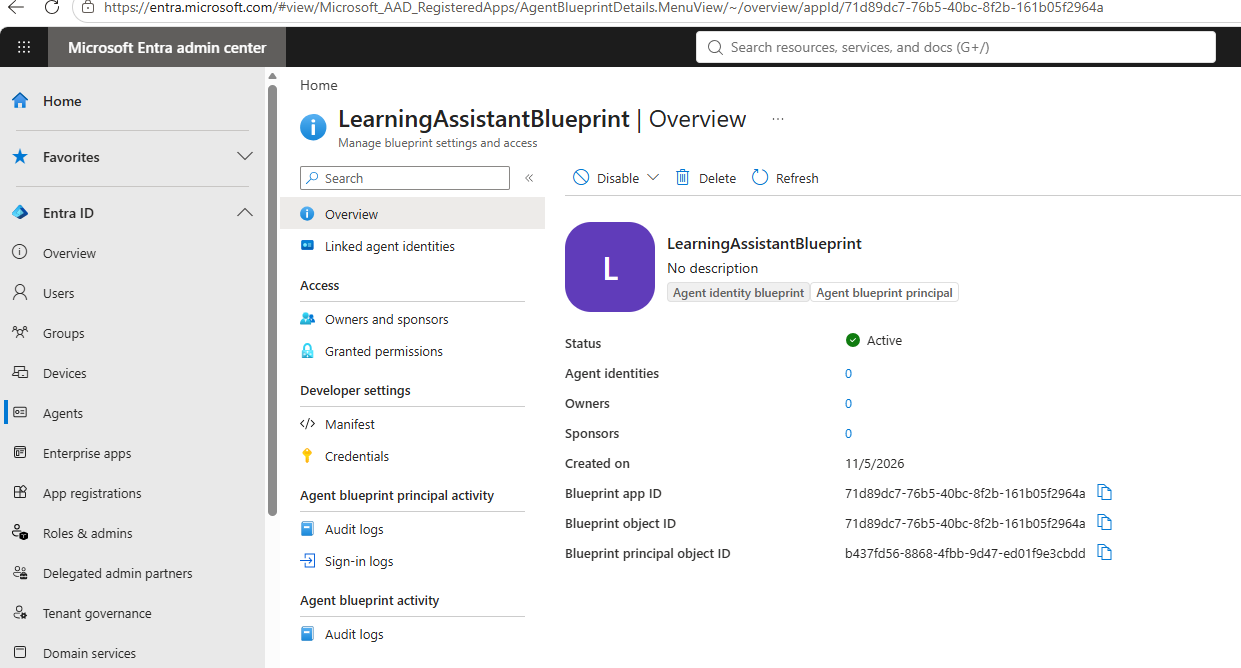 https://entra.microsoft.com/#view/Microsoft_AAD_RegisteredApps/AgentBlueprintDetails.MenuView/~/overview/appId/71d89dc7-76b5-40bc-8f2b-161b05f2964a
Microsoft Entra admin center
Search resources, services, and docs (G+/)
Home
Favorites
Entra ID
Overview
Users
Groups
Devices
Agents
Enterprise apps
App registrations
Roles & admins
Delegated admin partners
Tenant governance
Domain services
Home
LearningAssistantBlueprint | Overview ...
Manage blueprint settings and access
Search
Overview
Linked agent identities
Access
Owners and sponsors
Granted permissions
Developer settings
Manifest
Credentials
Agent blueprint principal activity
Audit logs
Sign-in logs
Agent blueprint activity
Audit logs
Disable Delete Refresh
L
LearningAssistantBlueprint
No description
Agent identity blueprint Agent blueprint principal
Status Active
Agent identities 0
Owners 0
Sponsors 0
Created on 11/5/2026
Blueprint app ID 71d89dc7-76b5-40bc-8f2b-161b05f2964a
Blueprint object ID 71d89dc7-76b5-40bc-8f2b-161b05f2964a
Blueprint principal object ID b437fd56-8868-4fbb-9d47-ed01f9e3cbdd